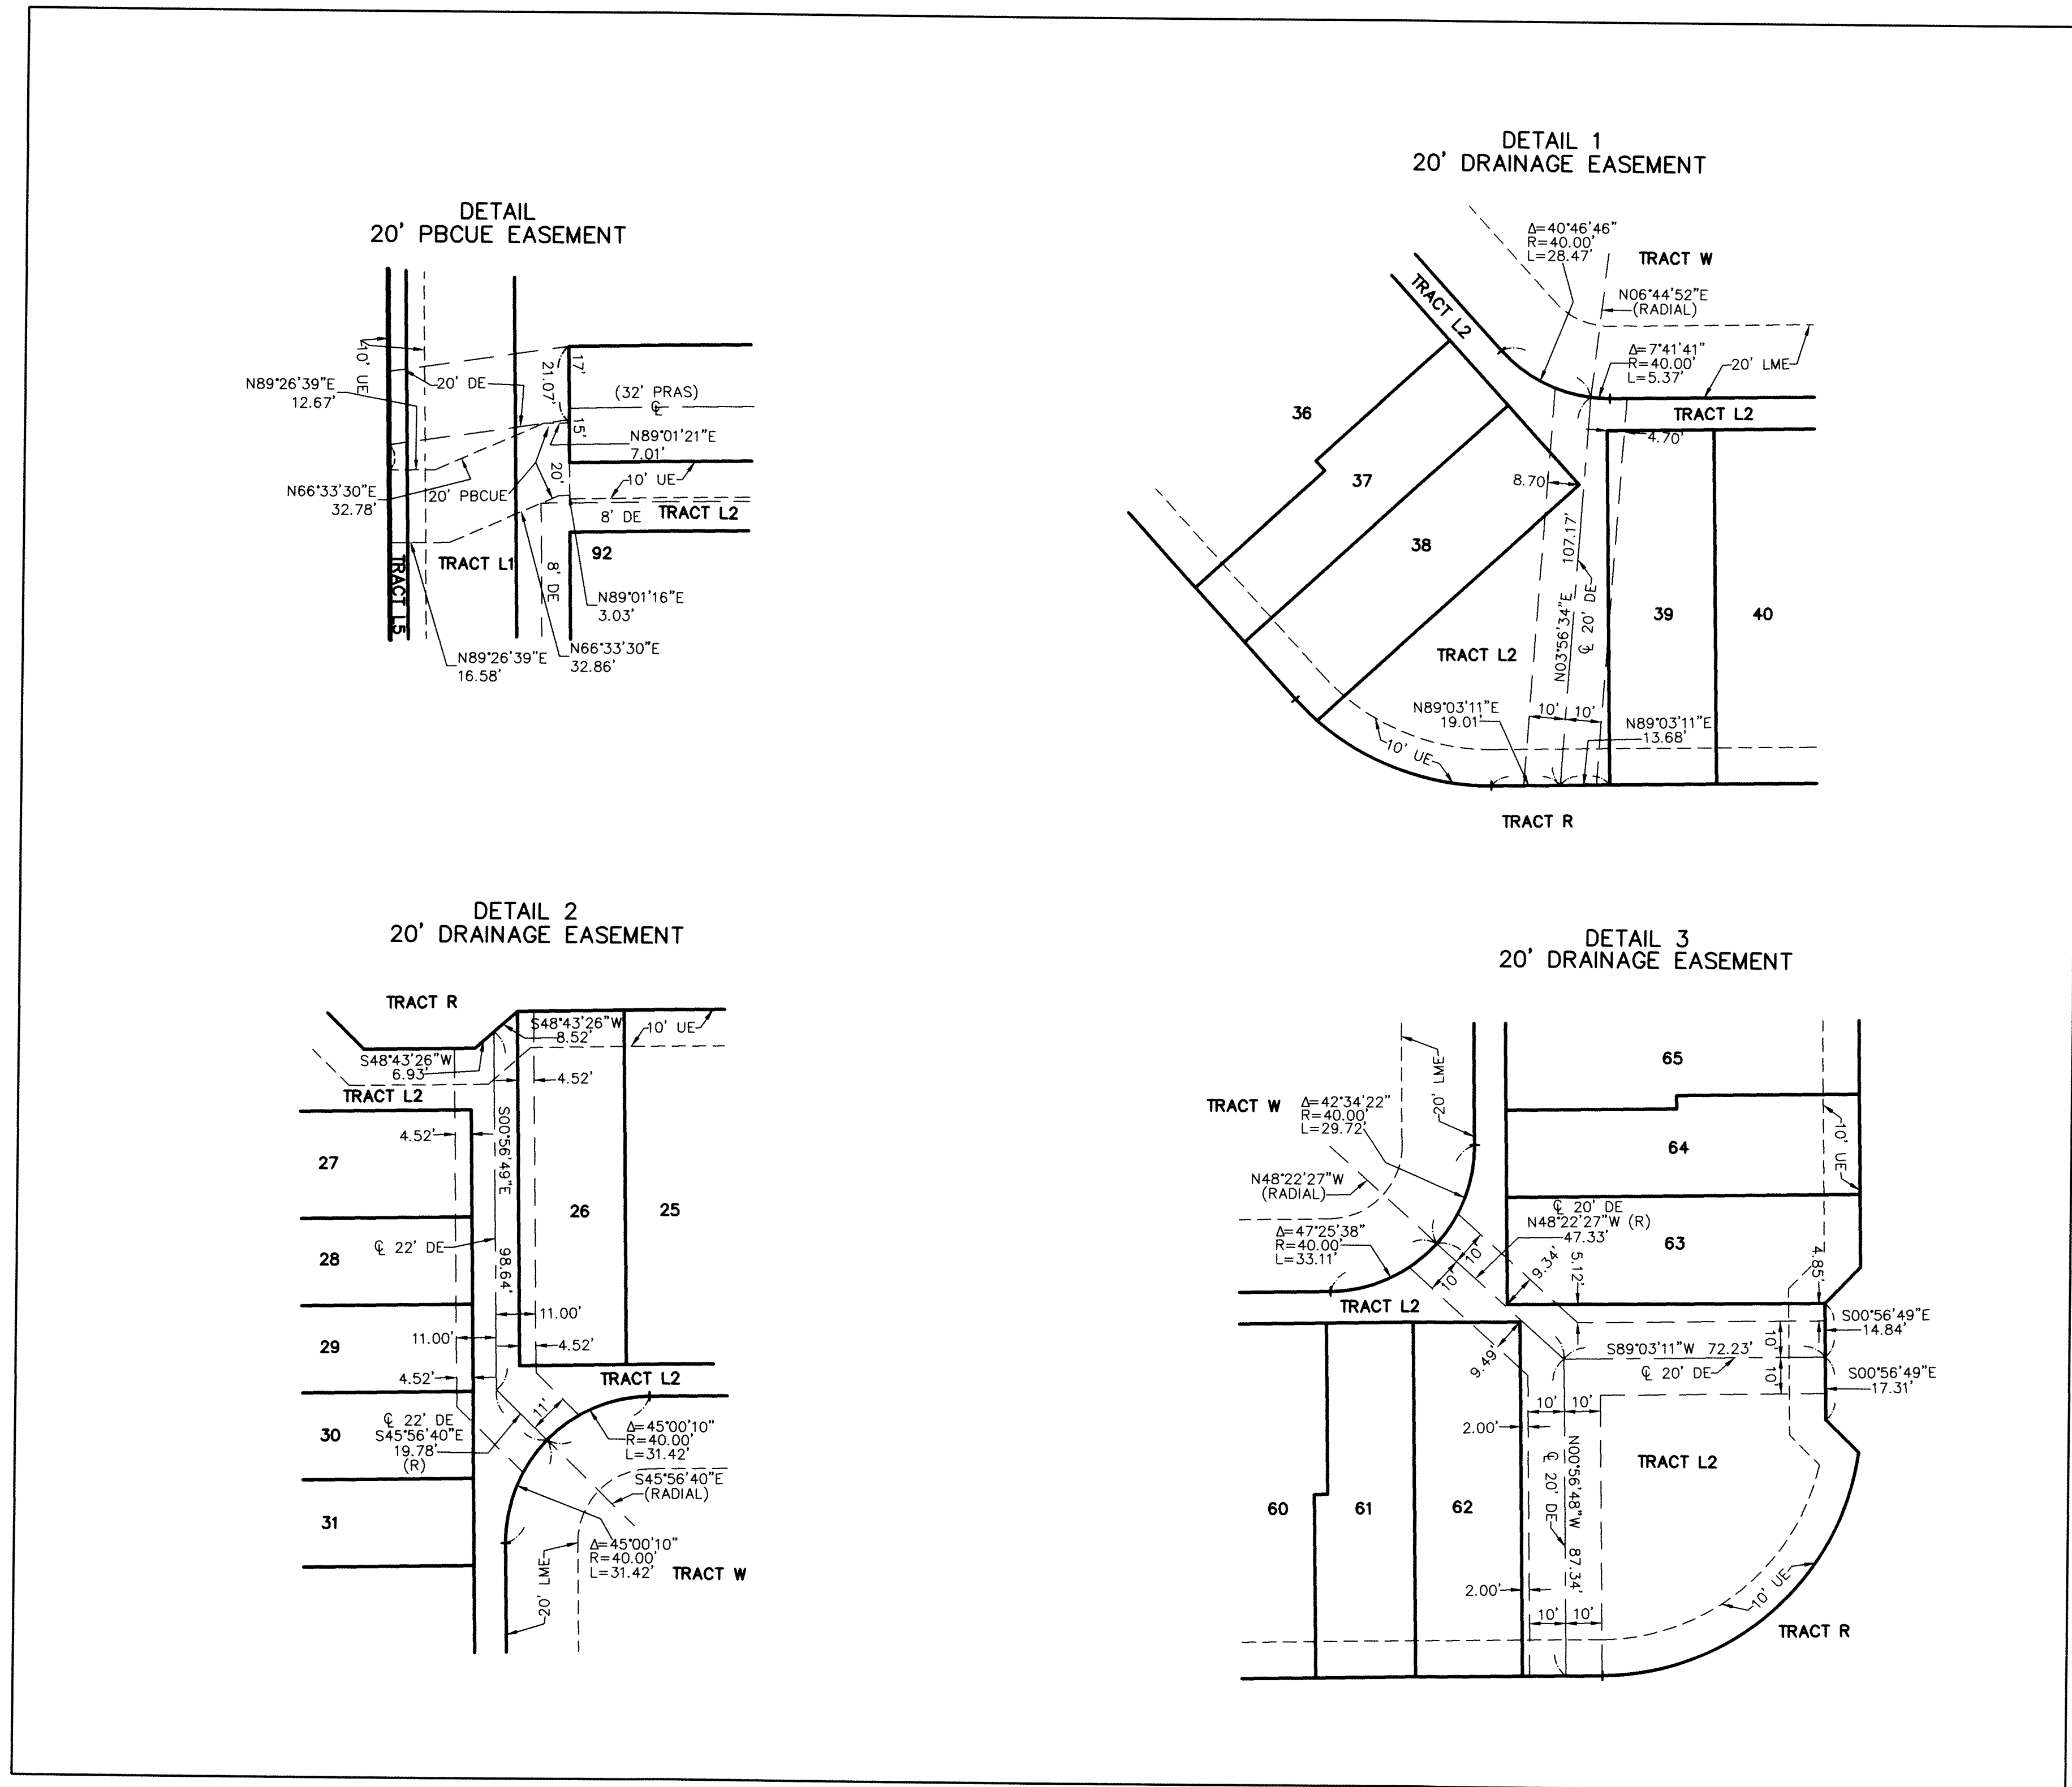 DETAIL
20' PBCUE EASEMENT
10' UE
N89°26'39"E
12.67'
20' DE
21.07'
17'
(32' PRAS)
℄
15'
N89°01'21"E
7.01'
20'
10' UE
N66°33'30"E
32.78'
20' PBCUE
8' DE
TRACT L2
TRACT L1
TRACT L5
92
8' DE
N89°01'16"E
3.03'
N66°33'30"E
32.86'
N89°26'39"E
16.58'
DETAIL 1
20' DRAINAGE EASEMENT
Δ=40°46'46"
R=40.00'
L=28.47'
TRACT W
N06°44'52"E
(RADIAL)
TRACT L2
Δ=7°41'41"
R=40.00'
L=5.37'
20' LME
TRACT L2
4.70'
36
37
8.70
38
107.17'
N03°56'34"E
℄ 20' DE
39
40
TRACT L2
N89°03'11"E
19.01'
10'
10'
N89°03'11"E
13.68'
10' UE
TRACT R
DETAIL 2
20' DRAINAGE EASEMENT
TRACT R
S48°43'26"W
8.52'
10' UE
S48°43'26"W
6.93'
TRACT L2
4.52'
4.52'
S00°56'49"E
98.64'
27
26
25
28
℄ 22' DE
11.00'
29
11.00'
4.52'
4.52'
TRACT L2
30
℄ 22' DE
S45°56'40"E
19.78'
(R)
11'
Δ=45°00'10"
R=40.00'
L=31.42'
S45°56'40"E
(RADIAL)
31
Δ=45°00'10"
R=40.00'
L=31.42'
20' LME
TRACT W
DETAIL 3
20' DRAINAGE EASEMENT
65
20' LME
TRACT W
Δ=42°34'22"
R=40.00'
L=29.72'
64
10' UE
N48°22'27"W
(RADIAL)
℄ 20' DE
N48°22'27"W (R)
47.33'
63
Δ=47°25'38"
R=40.00'
L=33.11'
10'
10'
9.34'
5.12'
4.85'
TRACT L2
S00°56'49"E
14.84'
9.49'
S89°03'11"W 72.23'
℄ 20' DE
10'
10'
S00°56'49"E
17.31'
10'
10'
2.00'
60
61
62
℄ 20' DE
N00°56'48"W 87.34'
TRACT L2
2.00'
10'
10'
10' UE
TRACT R